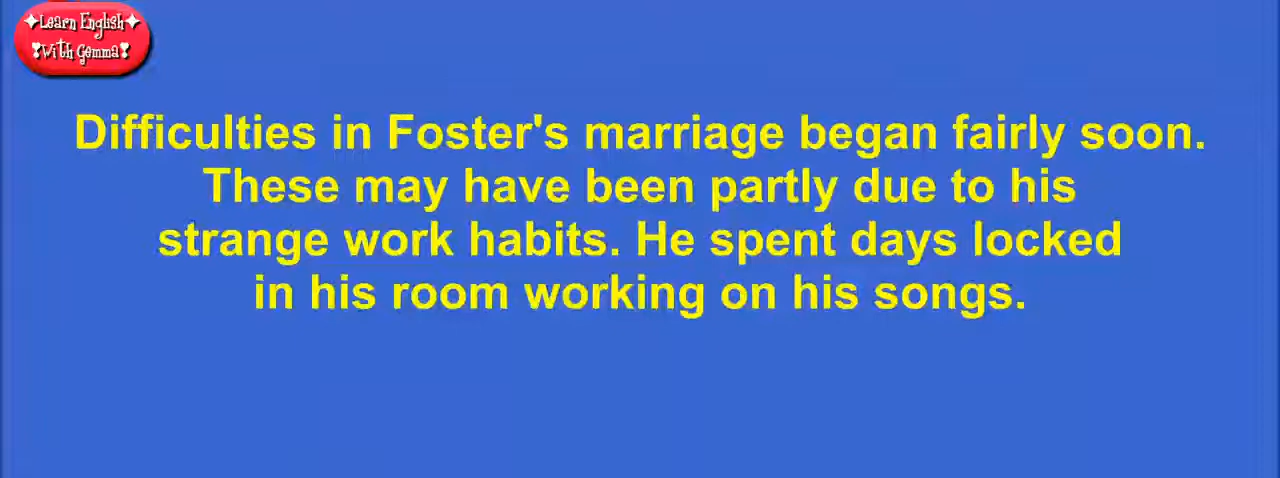 Learn English
With Gemma
Difficulties in Foster's marriage began fairly soon.
These may have been partly due to his
strange work habits. He spent days locked
in his room working on his songs.